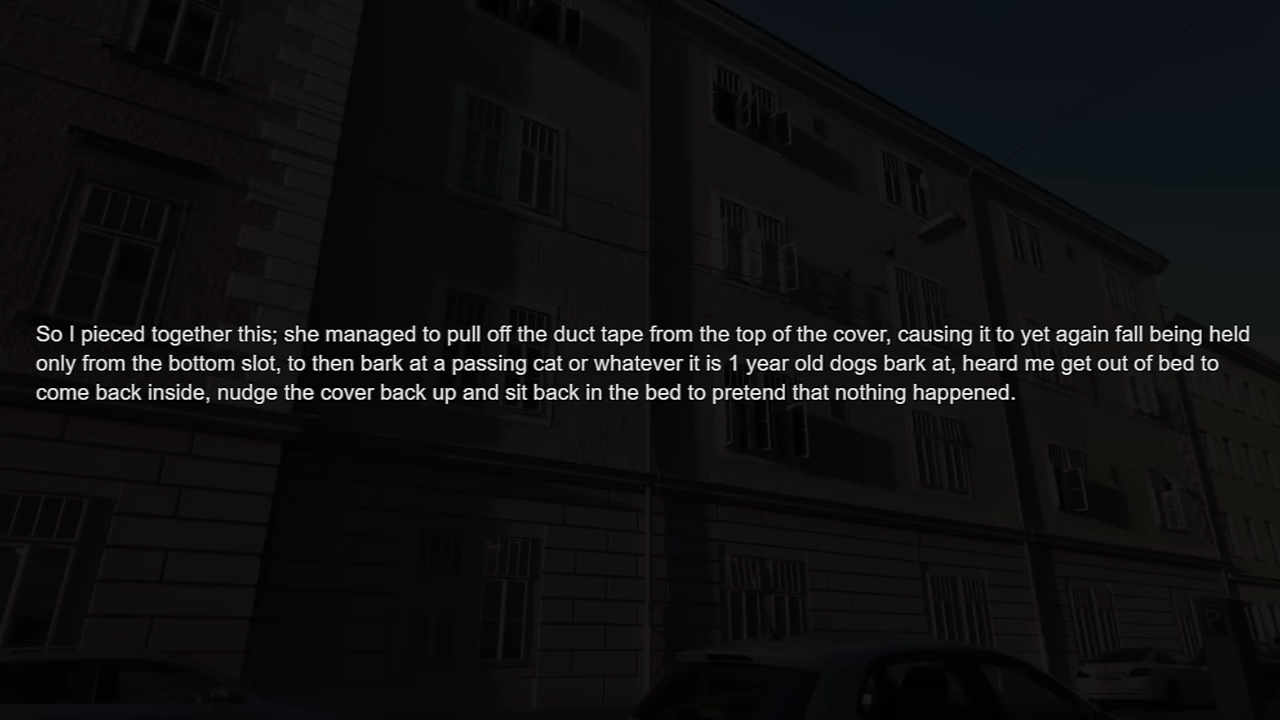 So I pieced together this; she managed to pull off the duct tape from the top of the cover, causing it to yet again fall being held
only from the bottom slot, to then bark at a passing cat or whatever it is 1 year old dogs bark at, heard me get out of bed to
come back inside, nudge the cover back up and sit back in the bed to pretend that nothing happened.